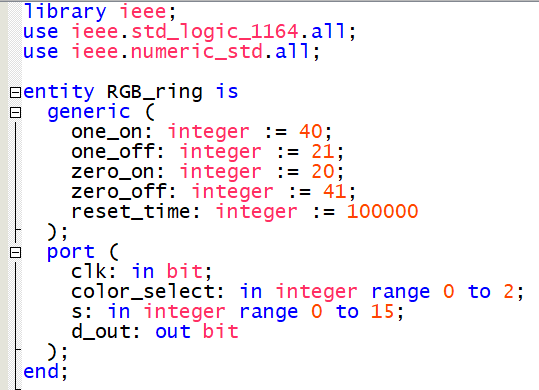 library ieee;
use ieee.std_logic_1164.all;
use ieee.numeric_std.all;

entity RGB_ring is
  generic (
    one_on: integer := 40;
    one_off: integer := 21;
    zero_on: integer := 20;
    zero_off: integer := 41;
    reset_time: integer := 100000
  );
  port (
    clk: in bit;
    color_select: in integer range 0 to 2;
    s: in integer range 0 to 15;
    d_out: out bit
  );
end;